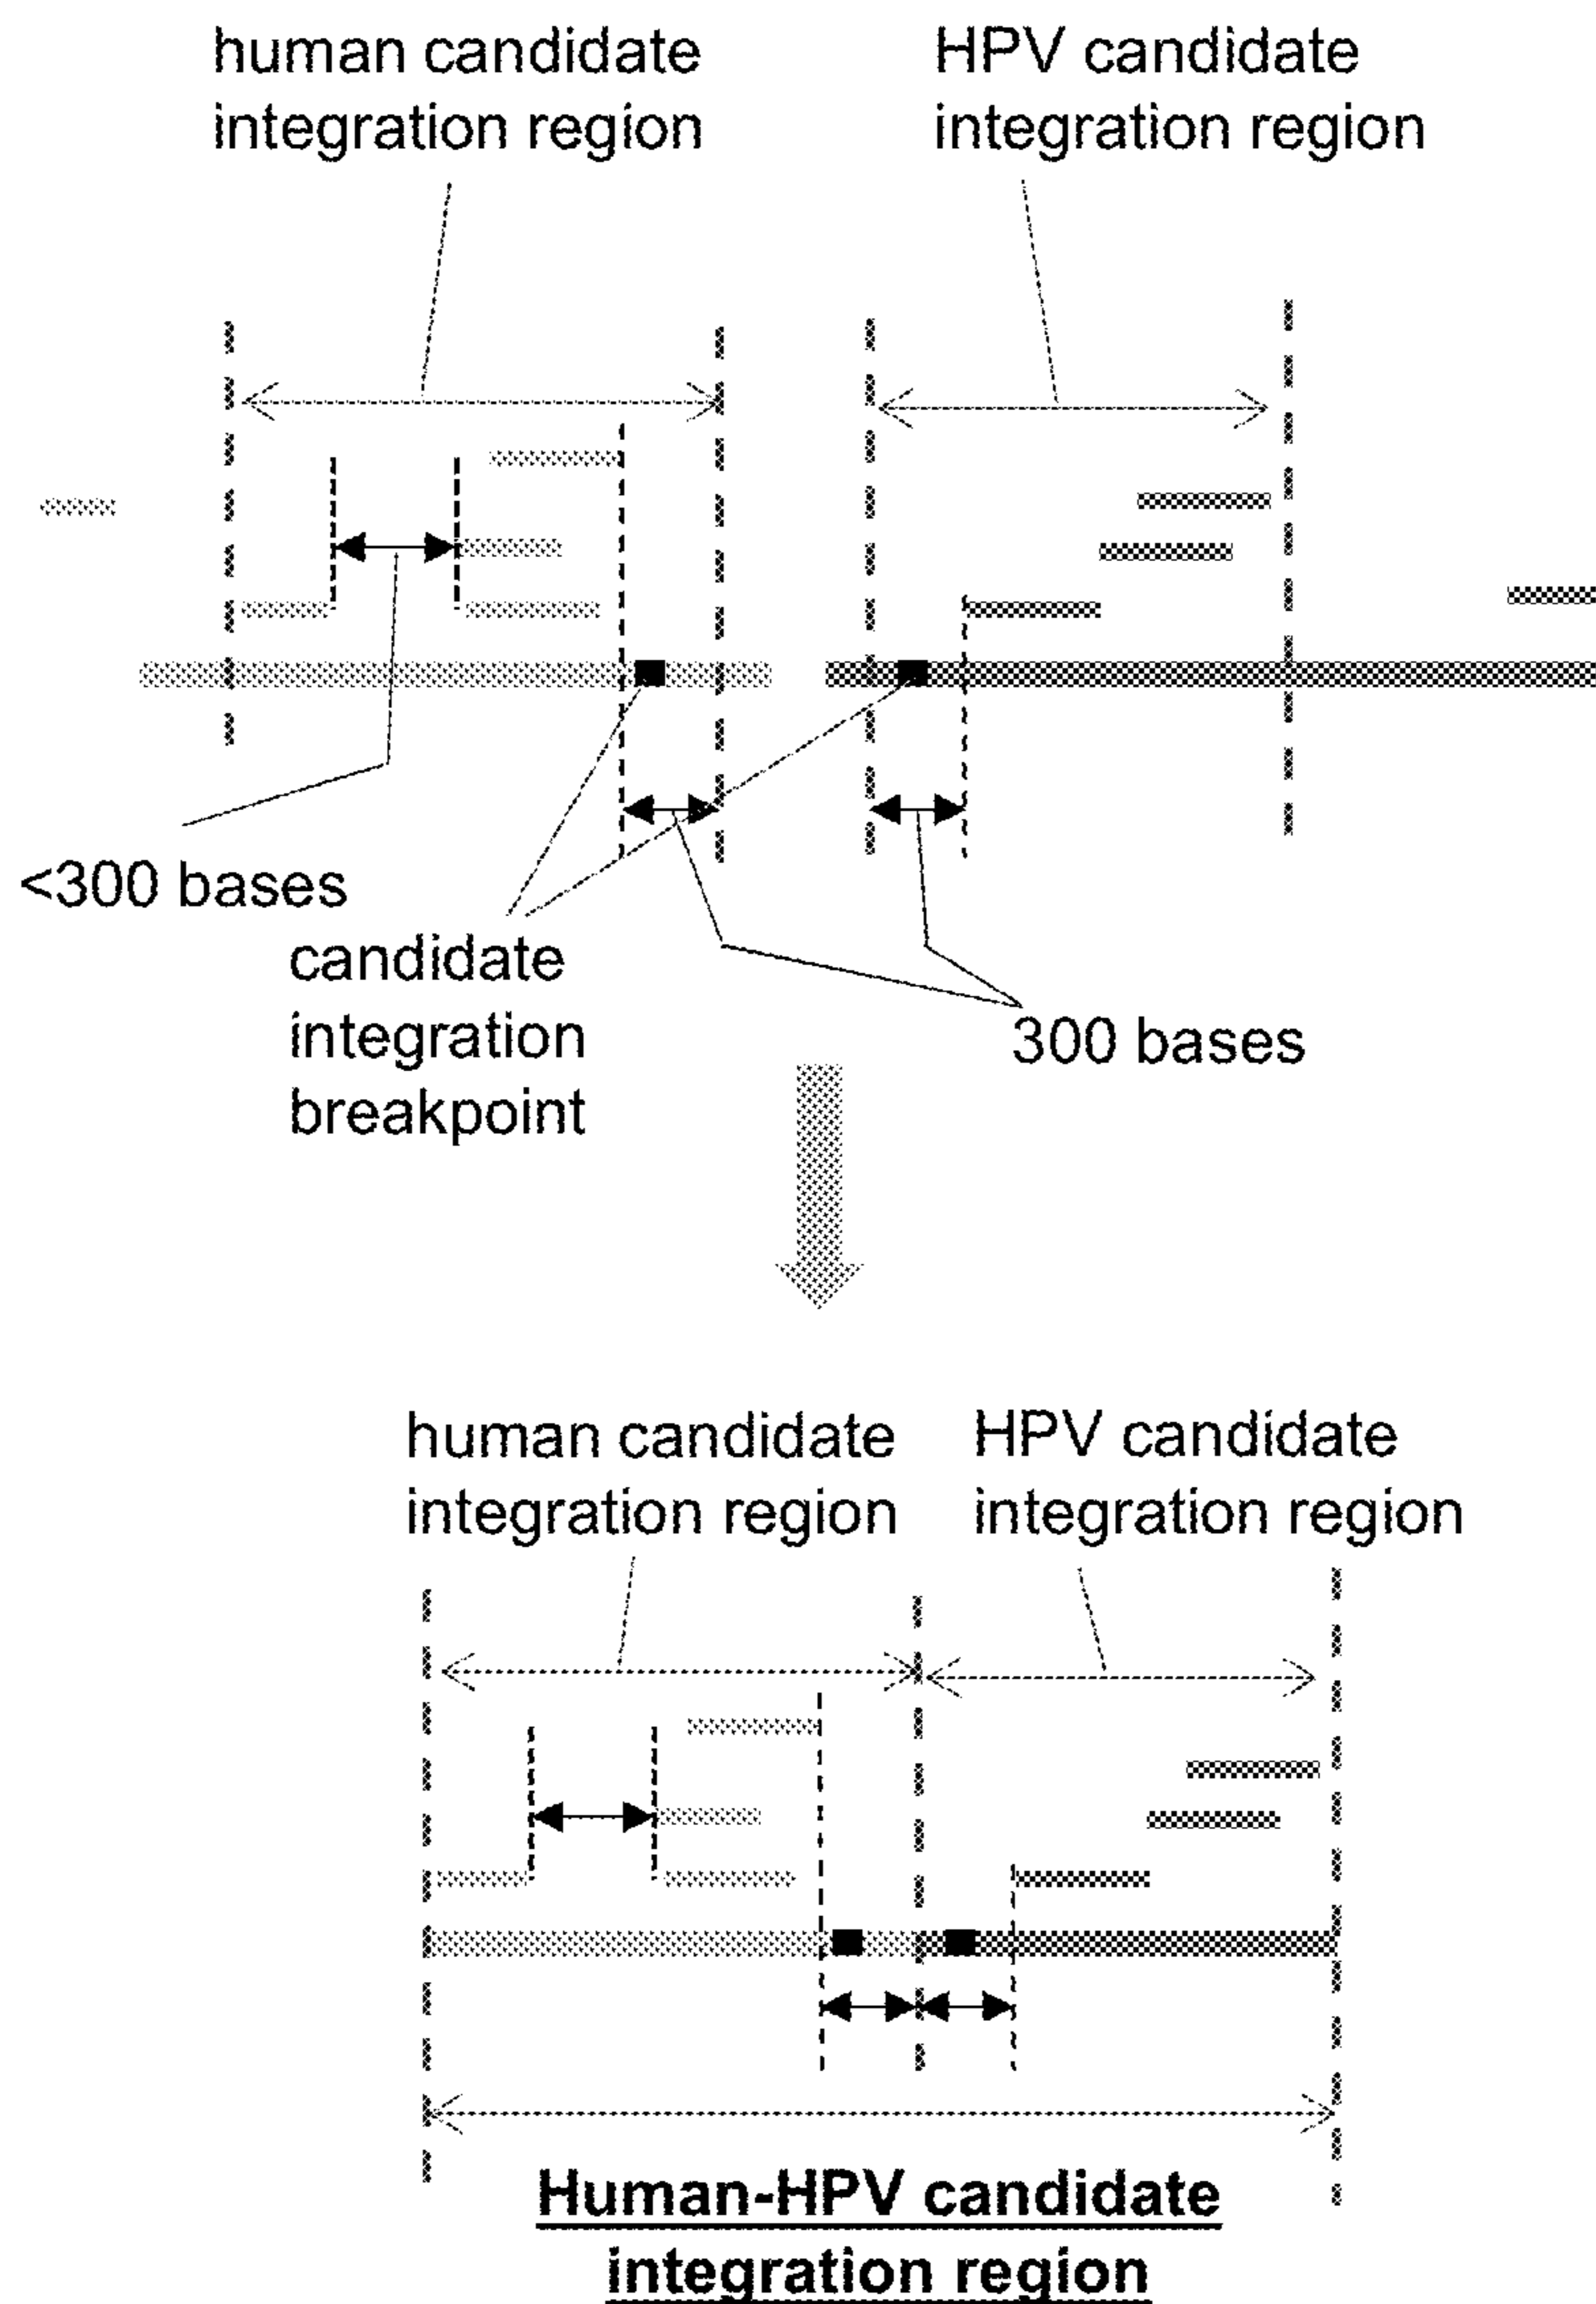 human candidate
integration region
HPV candidate
integration region
<300 bases
candidate
integration
breakpoint
300 bases
human candidate
integration region
HPV candidate
integration region
Human-HPV candidate
integration region